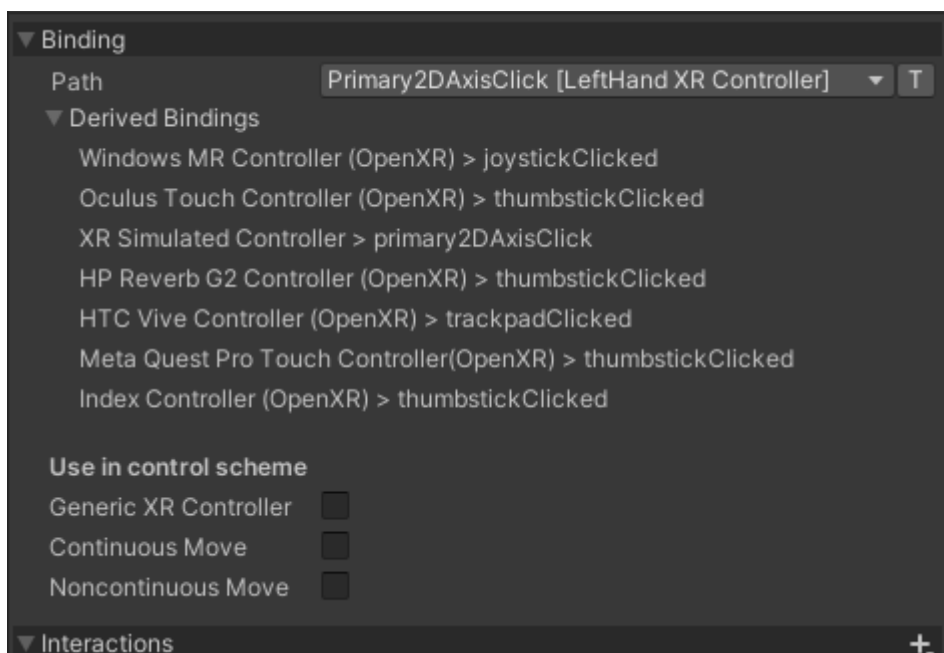 Binding
Path Primary2DAxisClick [LeftHand XR Controller] T
Derived Bindings
Windows MR Controller (OpenXR) > joystickClicked
Oculus Touch Controller (OpenXR) > thumbstickClicked
XR Simulated Controller > primary2DAxisClick
HP Reverb G2 Controller (OpenXR) > thumbstickClicked
HTC Vive Controller (OpenXR) > trackpadClicked
Meta Quest Pro Touch Controller(OpenXR) > thumbstickClicked
Index Controller (OpenXR) > thumbstickClicked
Use in control scheme
Generic XR Controller
Continuous Move
Noncontinuous Move
Interactions